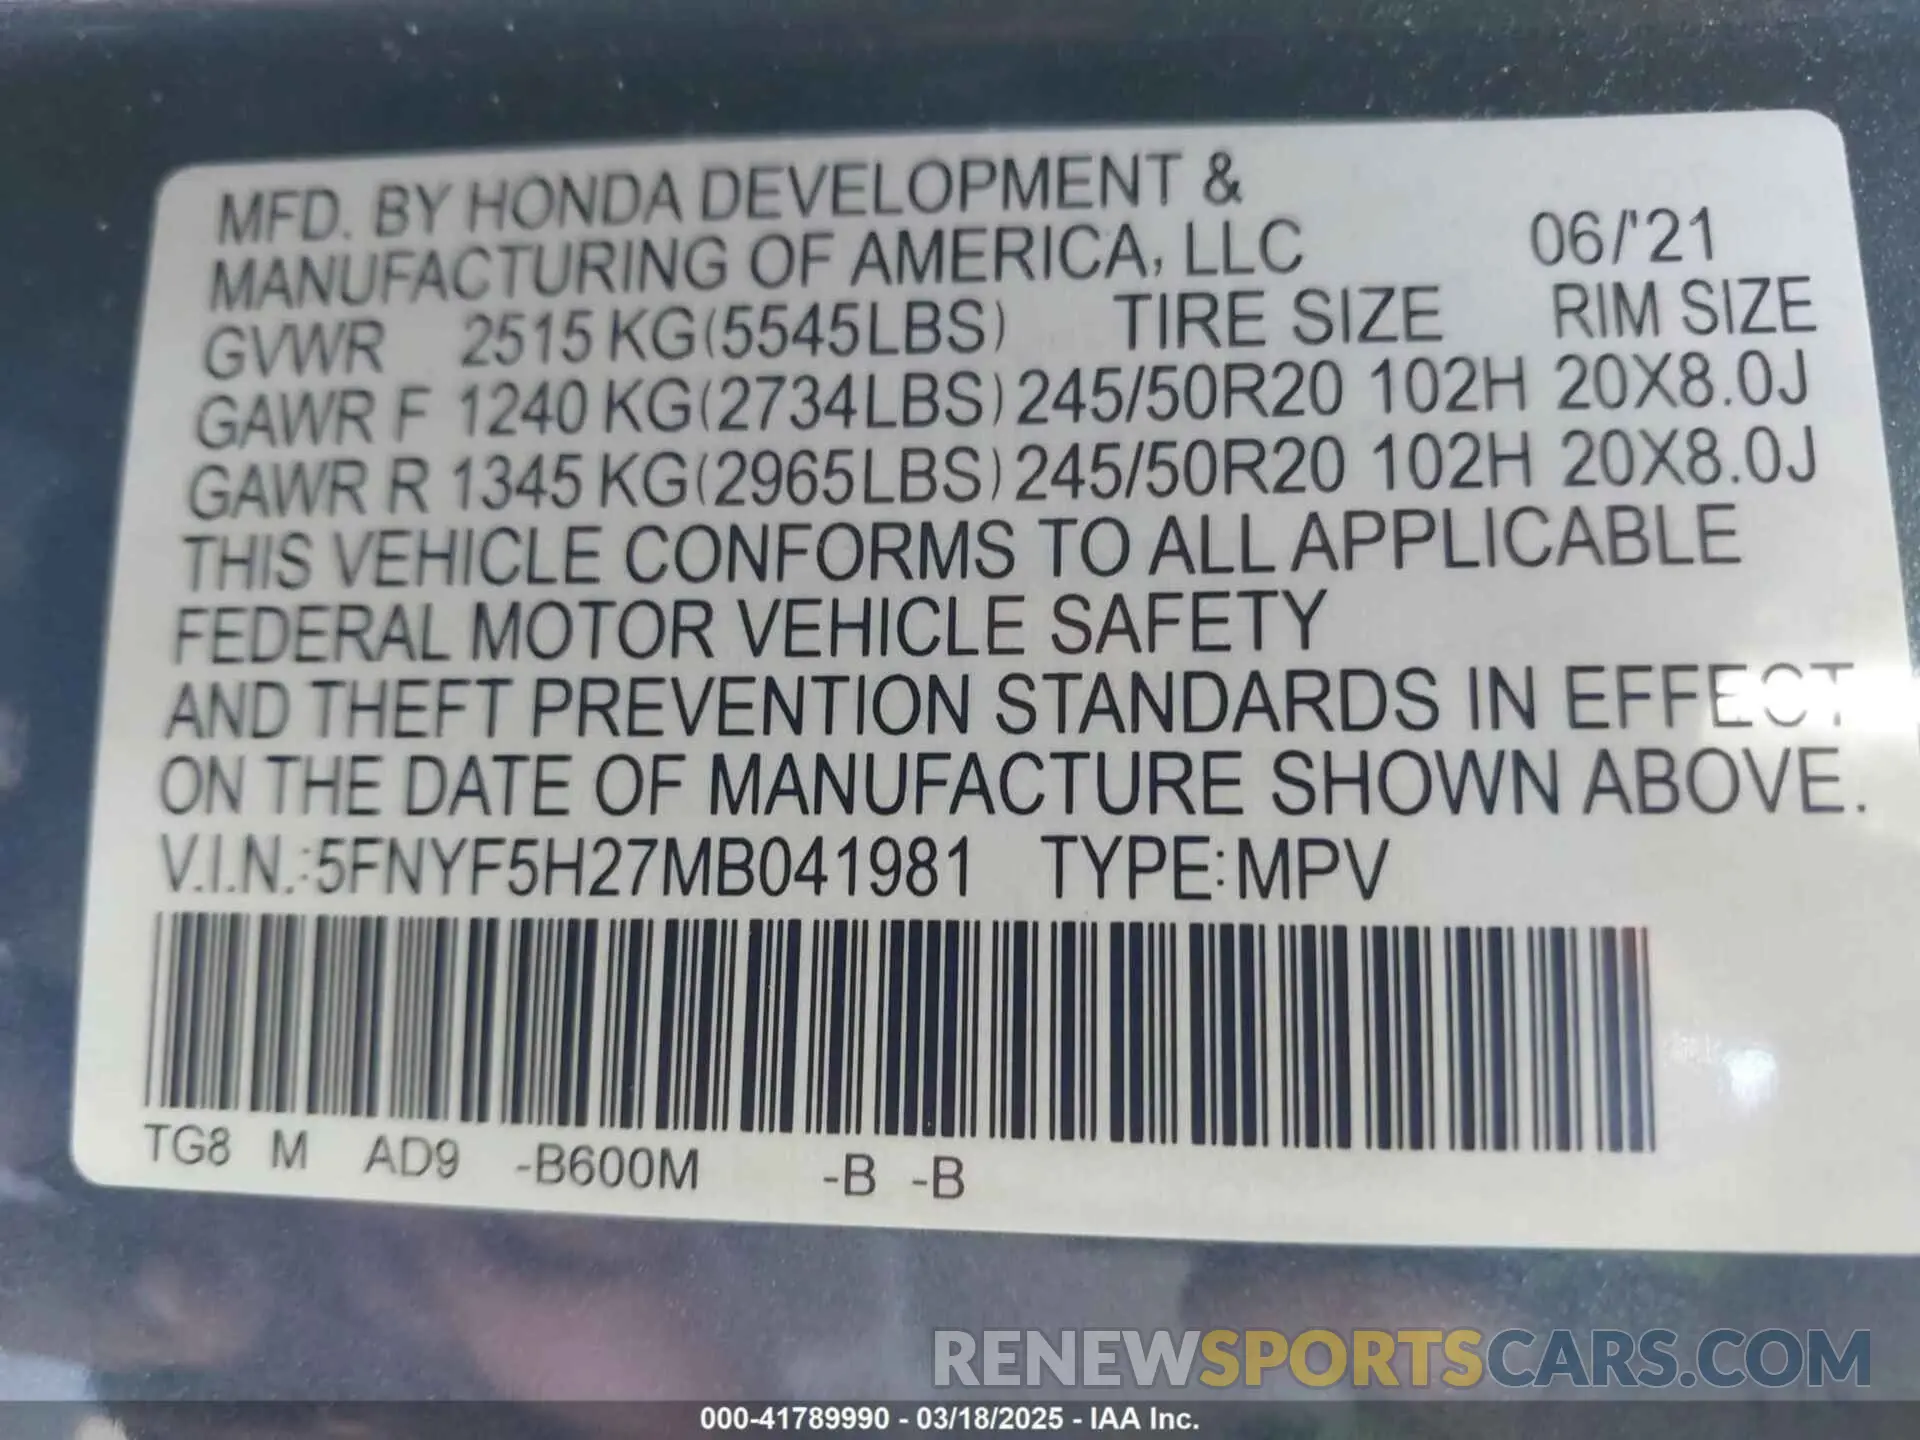 MFD. BY HONDA DEVELOPMENT &
MANUFACTURING OF AMERICA, LLC 06/'21
GVWR 2515 KG(5545LBS) TIRE SIZE RIM SIZE
GAWR F 1240 KG(2734LBS) 245/50R20 102H 20X8.0J
GAWR R 1345 KG(2965LBS) 245/50R20 102H 20X8.0J
THIS VEHICLE CONFORMS TO ALL APPLICABLE
FEDERAL MOTOR VEHICLE SAFETY
AND THEFT PREVENTION STANDARDS IN EFFECT
ON THE DATE OF MANUFACTURE SHOWN ABOVE.
V.I.N.:5FNYF5H27MB041981 TYPE:MPV
TG8 M AD9 -B600M -B -B
RENEWSPORTSCARS.COM
000-41789990 - 03/18/2025 - IAA Inc.